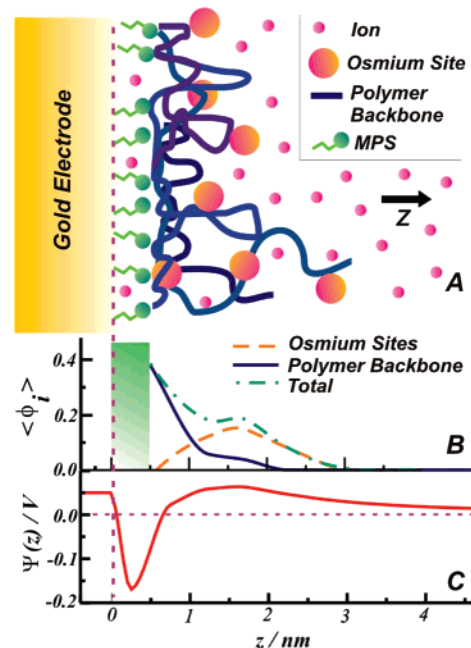 Ion
Osmium Site
Polymer
Backbone
MPS
Gold Electrode
Z
A
Osmium Sites
Polymer Backbone
Total
0.4
0.2
0.0
<ϕi>
B
0.0
-0.1
-0.2
Ψ(z) / V
C
0 1 2 3 4
z / nm